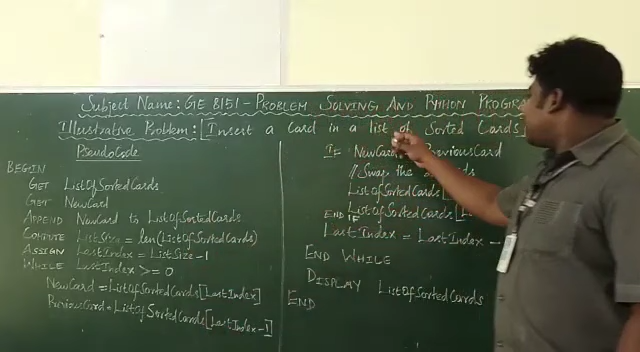 Subject Name: GE 8151 - PROBLEM SOLVING AND PYTHON PROGRA
Illustrative Problem: Insert a card in a list of Sorted Cards
PseudoCode
BEGIN
GET ListOfSortedCards
GET NewCard
APPEND NewCard to ListOfSortedCards
COMPUTE ListSize = len(ListOfSortedCards)
ASSIGN LastIndex = ListSize - 1
WHILE LastIndex >= 0
NewCard = ListOfSortedCards[LastIndex]
PreviousCard = ListOfSortedCards[LastIndex-1]
IF NewCard PreviousCard
// Swap the
ListOfSortedCards[
ListOfSortedCards[L
END IF
LastIndex = LastIndex -
END WHILE
DISPLAY ListOfSortedCards
END